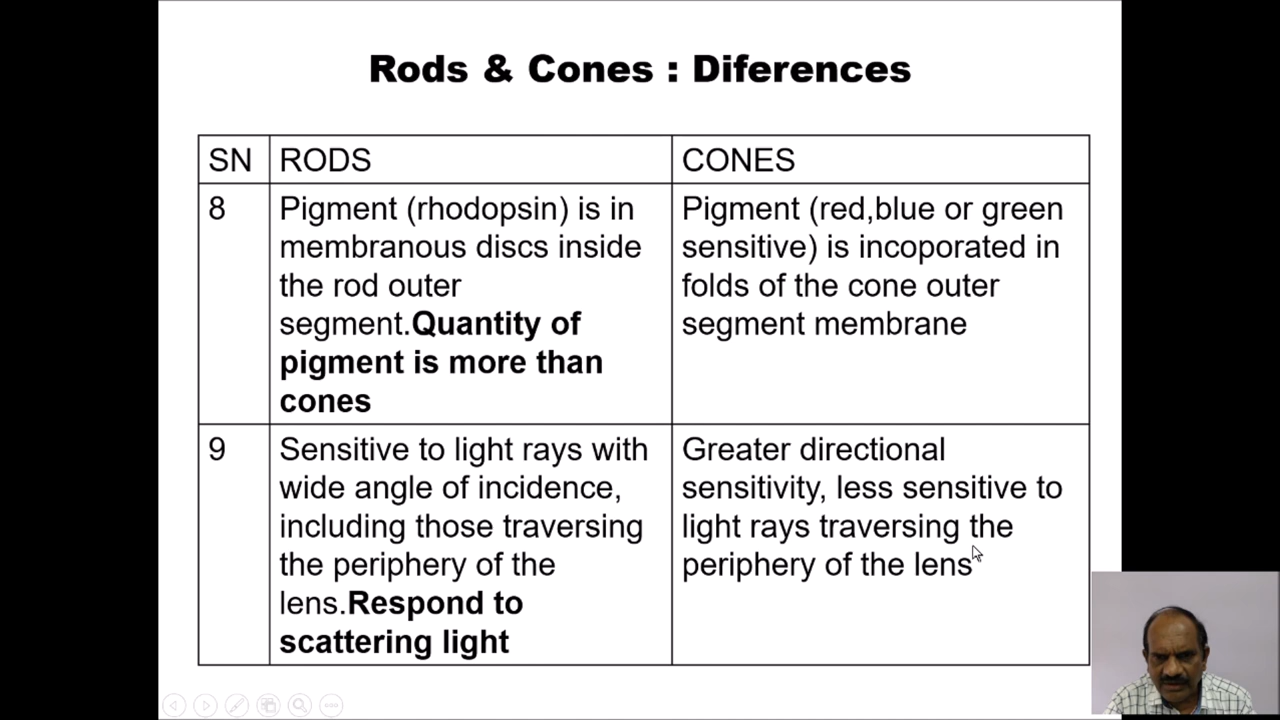 Rods & Cones : Diferences
SN RODS CONES
8
Pigment (rhodopsin) is in
membranous discs inside
the rod outer
segment.Quantity of
pigment is more than
cones
Pigment (red,blue or green
sensitive) is incoporated in
folds of the cone outer
segment membrane
9
Sensitive to light rays with
wide angle of incidence,
including those traversing
the periphery of the
lens.Respond to
scattering light
Greater directional
sensitivity, less sensitive to
light rays traversing the
periphery of the lens